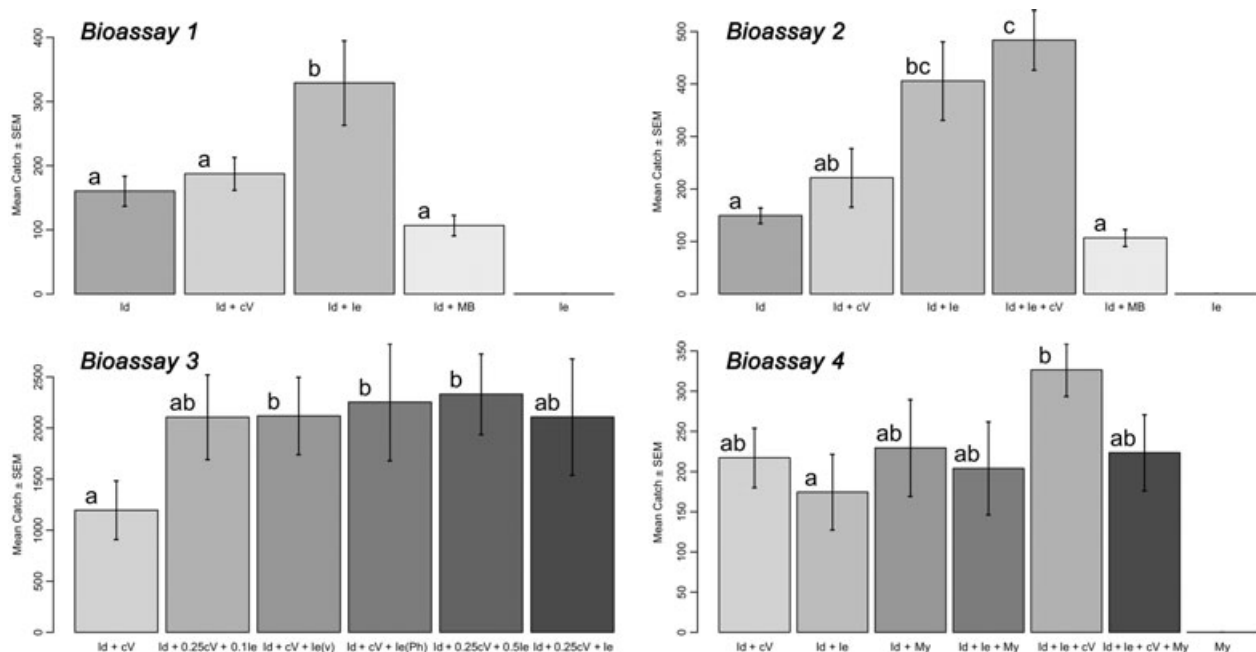 Bioassay 1
Mean Catch ± SEM
400
300
200
100
0
a
a
b
a
Id
Id + cV
Id + Ie
Id + MB
Ie
Bioassay 2
Mean Catch ± SEM
500
400
300
200
100
0
a
ab
bc
c
a
Id
Id + cV
Id + Ie
Id + Ie + cV
Id + MB
Ie
Bioassay 3
Mean Catch ± SEM
2500
2000
1500
1000
500
0
a
ab
b
b
b
ab
Id + cV
Id + 0.25cV + 0.1Ie
Id + cV + Ie(v)
Id + cV + Ie(Ph)
Id + 0.25cV + 0.5Ie
Id + 0.25cV + Ie
Bioassay 4
Mean Catch ± SEM
350
300
250
200
150
100
50
0
ab
a
ab
ab
b
ab
Id + cV
Id + Ie
Id + My
Id + Ie + My
Id + Ie + cV
Id + Ie + cV + My
My